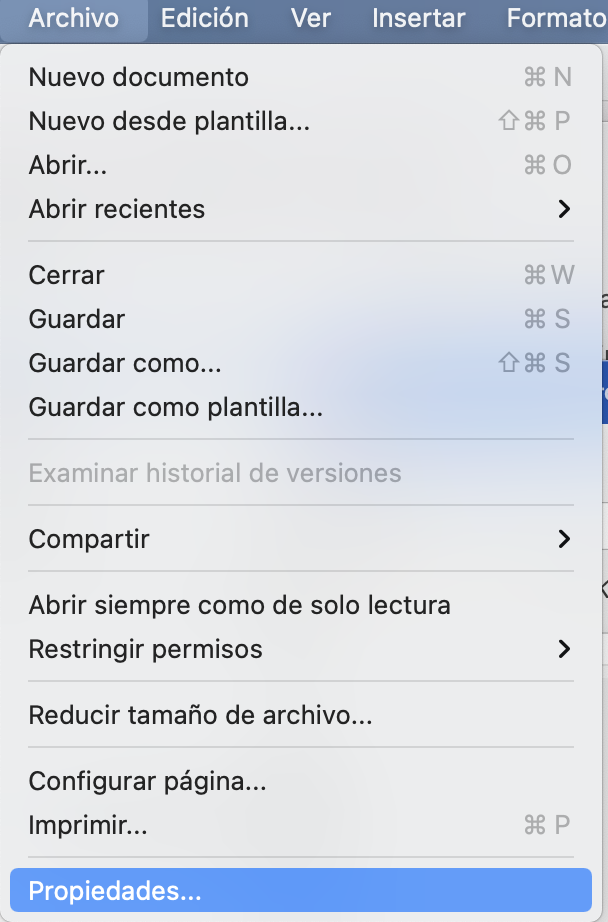 Archivo Edición Ver Insertar Formato
Nuevo documento ⌘ N
Nuevo desde plantilla... ⇧⌘ P
Abrir... ⌘ O
Abrir recientes
Cerrar ⌘ W
Guardar ⌘ S
Guardar como... ⇧⌘ S
Guardar como plantilla...
Examinar historial de versiones
Compartir
Abrir siempre como de solo lectura
Restringir permisos
Reducir tamaño de archivo...
Configurar página...
Imprimir... ⌘ P
Propiedades...